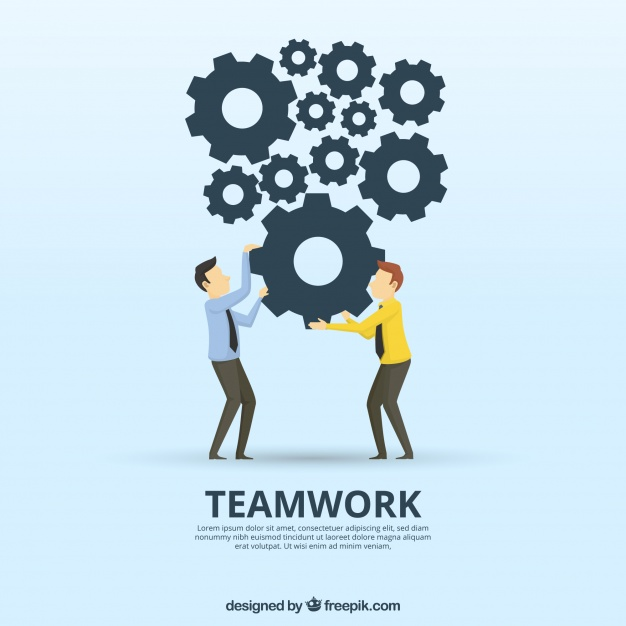 TEAMWORK
Lorem ipsum dolor sit amet, consectetuer adipiscing elit, sed diam
nonummy nibh euismod tincidunt ut laoreet dolore magna aliquam
erat volutpat. Ut wisi enim ad minim veniam,
designed by freepik.com